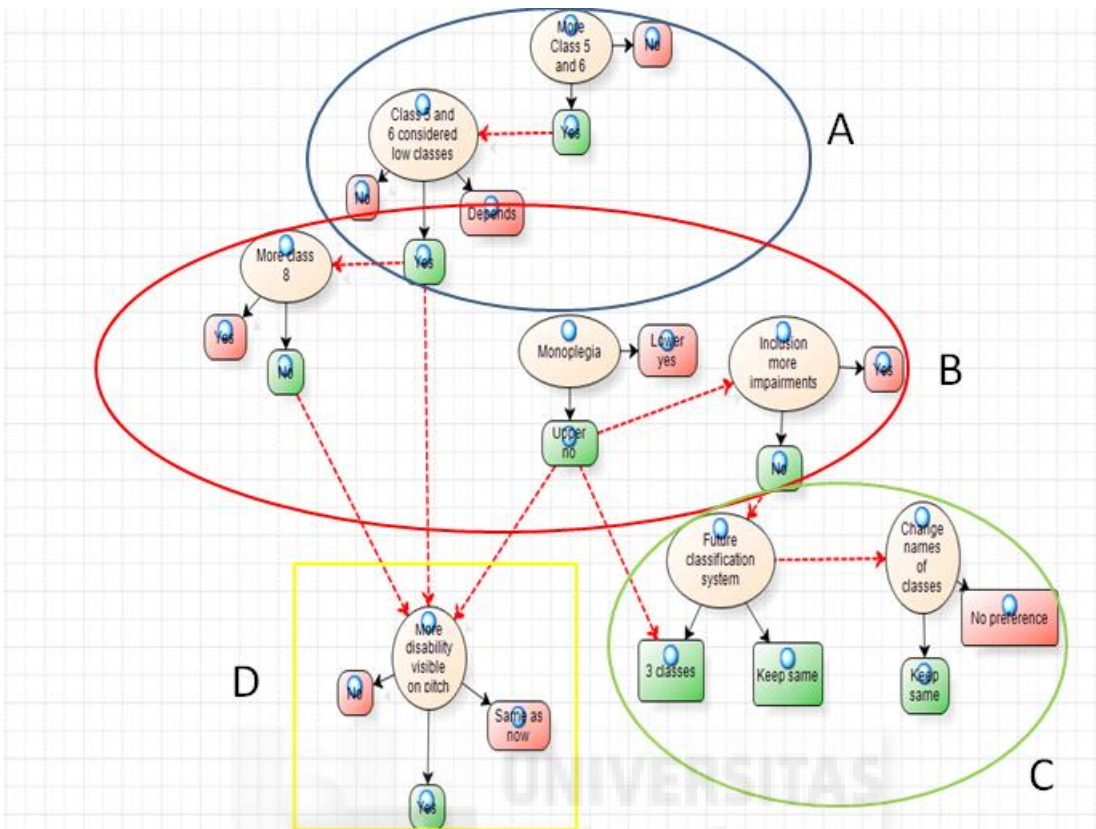 More
Class 5
and 6
No
Yes
A
Class 5 and
6 considered
low classes
No
Depends
Yes
More class
8
Yes
No
Monoplegia
Lower
yes
Inclusion
more
impairments
Yes
B
Upper
no
No
Future
classification
system
Change
names
of
classes
No preference
3 classes
Keep same
Keep
same
C
D
More
disability
visible
on pitch
No
Same as
now
Yes
UNIVERSITAS